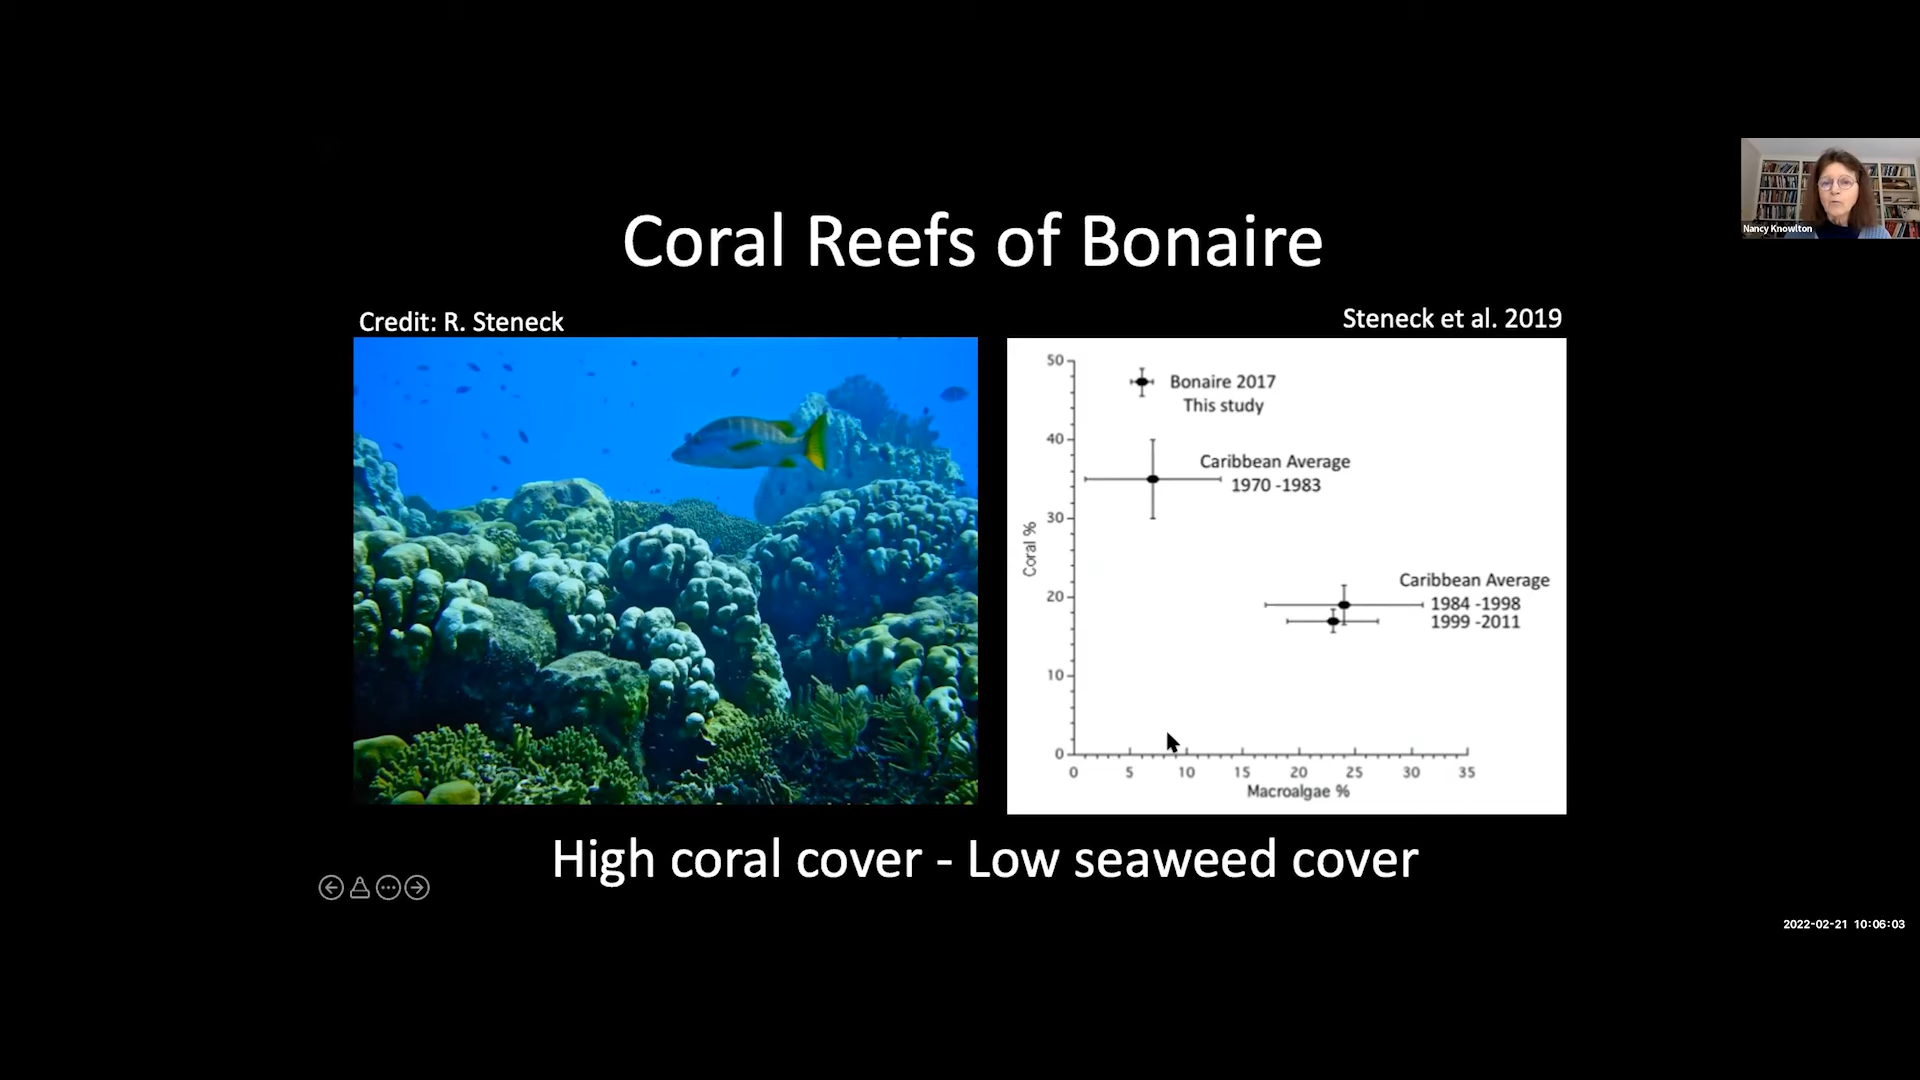 Nancy Knowlton
Coral Reefs of Bonaire
Credit: R. Steneck
Steneck et al. 2019
50
40
30
20
10
0
Coral %
Bonaire 2017
This study
Caribbean Average
1970 -1983
Caribbean Average
1984 -1998
1999 -2011
0 5 10 15 20 25 30 35
Macroalgae %
High coral cover - Low seaweed cover
2022-02-21 10:06:03